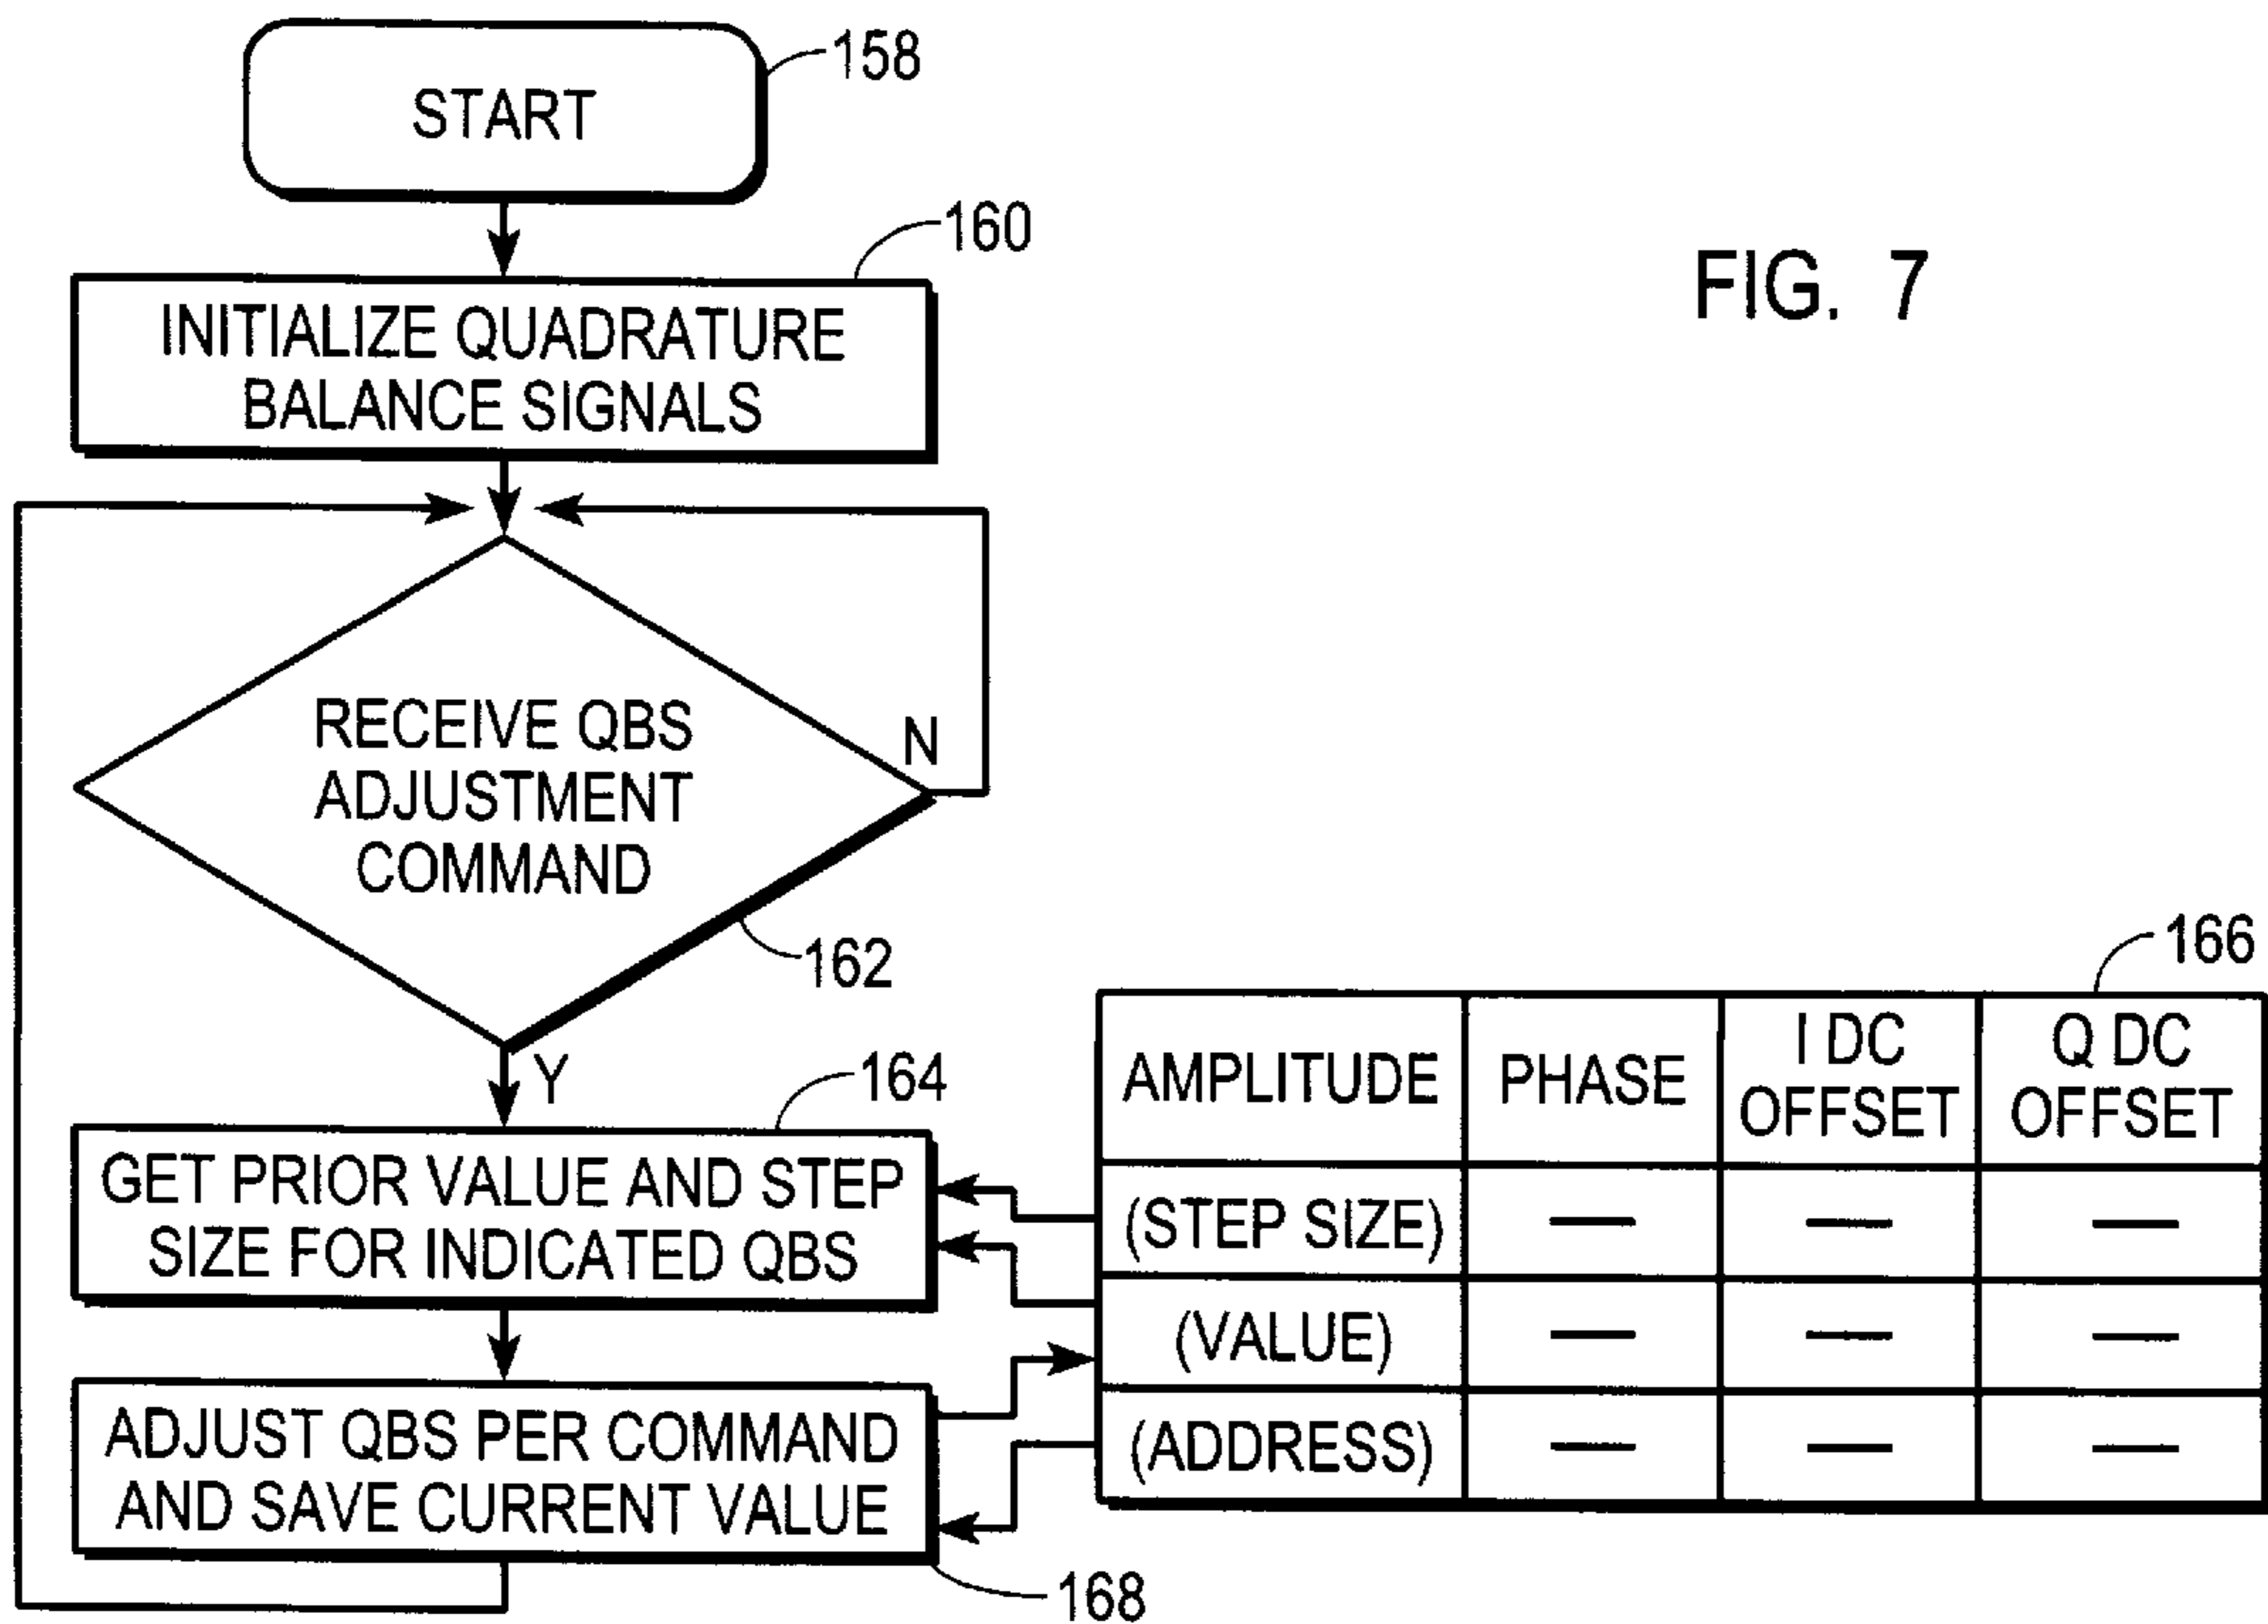 START
158
160
INITIALIZE QUADRATURE
BALANCE SIGNALS
FIG. 7
RECEIVE QBS
ADJUSTMENT
COMMAND
N
162
Y
164
GET PRIOR VALUE AND STEP
SIZE FOR INDICATED QBS
ADJUST QBS PER COMMAND
AND SAVE CURRENT VALUE
168
166
AMPLITUDE
PHASE
I DC
OFFSET
Q DC
OFFSET
(STEP SIZE) — — —
(VALUE) — — —
(ADDRESS) — — —